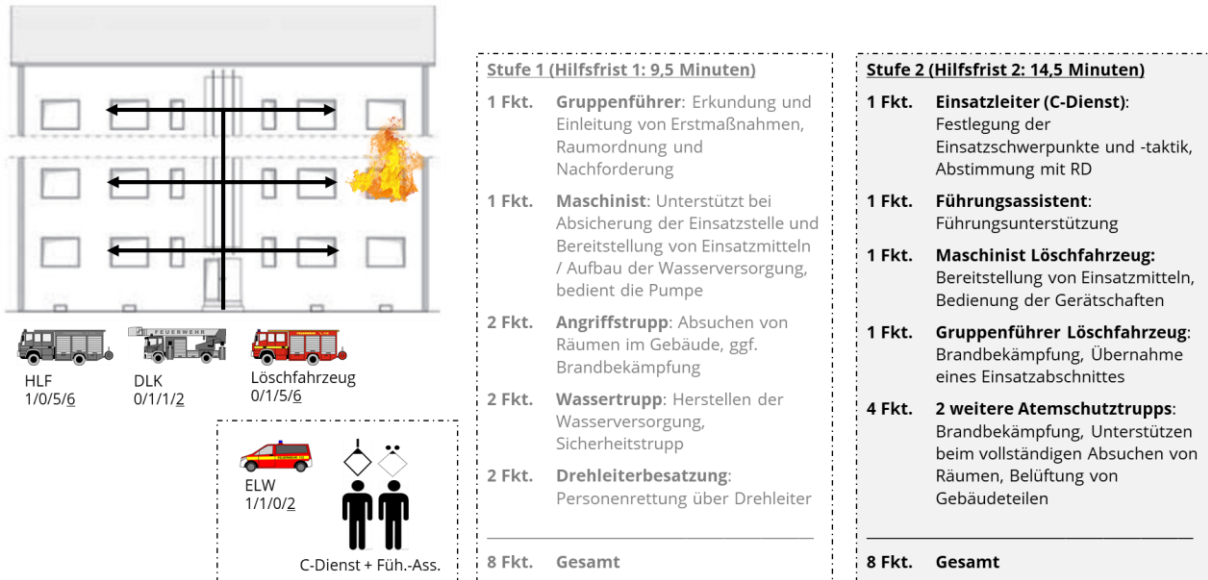 HLF
1/0/5/6
DLK
0/1/1/2
Löschfahrzeug
0/1/5/6
FEUERWEHR
ELW
1/1/0/2
C-Dienst + Füh.-Ass.
Stufe 1 (Hilfsfrist 1: 9,5 Minuten)
1 Fkt. Gruppenführer: Erkundung und
Einleitung von Erstmaßnahmen,
Raumordnung und
Nachforderung
1 Fkt. Maschinist: Unterstützt bei
Absicherung der Einsatzstelle und
Bereitstellung von Einsatzmitteln
/ Aufbau der Wasserversorgung,
bedient die Pumpe
2 Fkt. Angriffstrupp: Absuchen von
Räumen im Gebäude, ggf.
Brandbekämpfung
2 Fkt. Wassertrupp: Herstellen der
Wasserversorgung,
Sicherheitstrupp
2 Fkt. Drehleiterbesatzung:
Personenrettung über Drehleiter
8 Fkt. Gesamt
Stufe 2 (Hilfsfrist 2: 14,5 Minuten)
1 Fkt. Einsatzleiter (C-Dienst):
Festlegung der
Einsatzschwerpunkte und -taktik,
Abstimmung mit RD
1 Fkt. Führungsassistent:
Führungsunterstützung
1 Fkt. Maschinist Löschfahrzeug:
Bereitstellung von Einsatzmitteln,
Bedienung der Gerätschaften
1 Fkt. Gruppenführer Löschfahrzeug:
Brandbekämpfung, Übernahme
eines Einsatzabschnittes
4 Fkt. 2 weitere Atemschutztrupps:
Brandbekämpfung, Unterstützen
beim vollständigen Absuchen von
Räumen, Belüftung von
Gebäudeteilen
8 Fkt. Gesamt